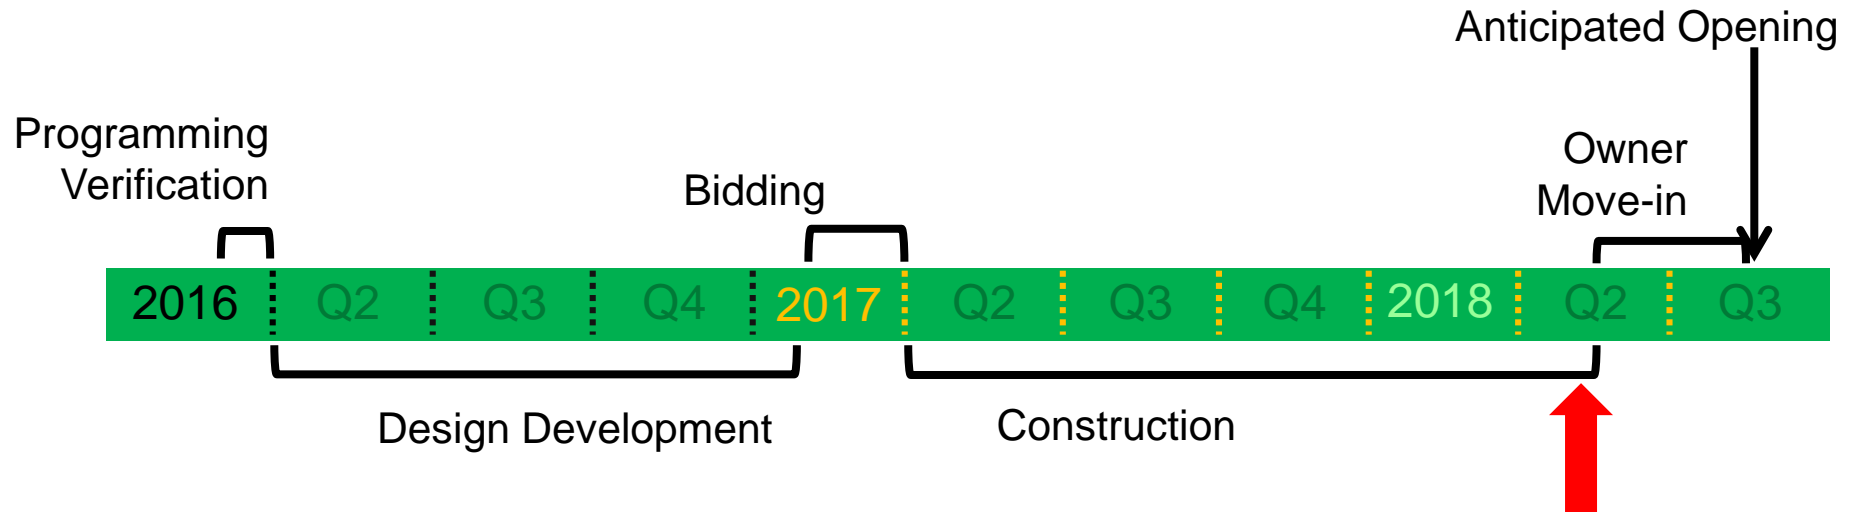 Anticipated Opening
Programming
Verification
Bidding
Owner
Move-in
2016 Q2 Q3 Q4 2017 Q2 Q3 Q4 2018 Q2 Q3
Design Development
Construction